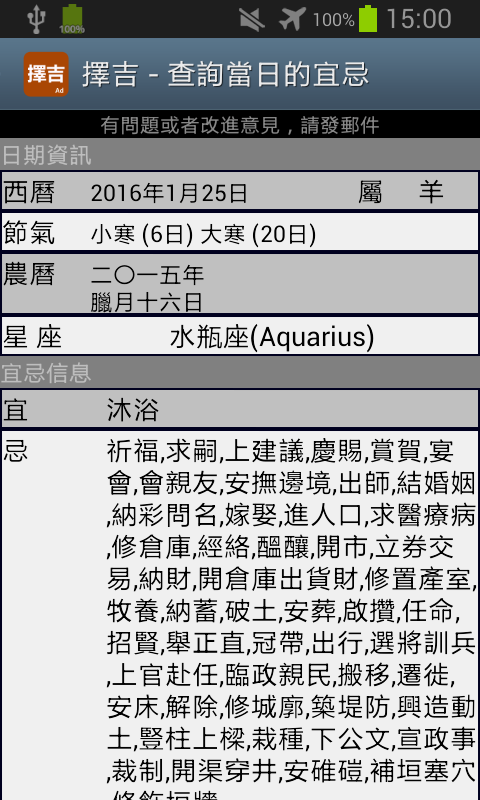 100% 100% 15:00
擇吉 Ad 擇吉 - 查詢當日的宜忌
有問題或者改進意見，請發郵件
日期資訊
西曆 2016年1月25日 屬 羊
節氣 小寒 (6日) 大寒 (20日)
農曆 二〇一五年
臘月十六日
星 座 水瓶座(Aquarius)
宜忌信息
宜 沐浴
忌 祈福,求嗣,上建議,慶賜,賞賀,宴
會,會親友,安撫邊境,出師,結婚姻
,納彩問名,嫁娶,進人口,求醫療病
,修倉庫,經絡,醞釀,開市,立券交
易,納財,開倉庫出貨財,修置產室,
牧養,納蓄,破土,安葬,啟攢,任命,
招賢,舉正直,冠帶,出行,選將訓兵
,上官赴任,臨政親民,搬移,遷徙,
安床,解除,修城廓,築堤防,興造動
土,豎柱上樑,栽種,下公文,宣政事
,裁制,開渠穿井,安碓磑,補垣塞穴
,修飾垣牆